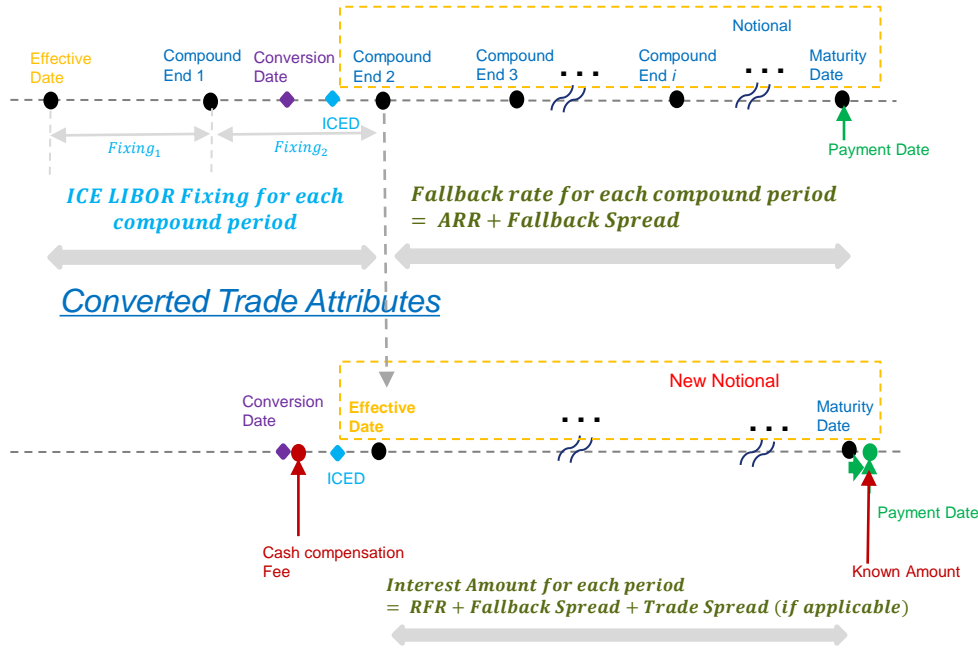 Notional
Effective
Date
Compound
End 1
Conversion
Date
Compound
End 2
Compound
End 3
...
Compound
End i
...
Maturity
Date
ICED
Fixing₁
Fixing₂
Payment Date
ICE LIBOR Fixing for each
compound period
Fallback rate for each compound period
= ARR + Fallback Spread
Converted Trade Attributes
New Notional
Conversion
Date
Effective
Date
...
...
Maturity
Date
ICED
Payment Date
Cash compensation
Fee
Known Amount
Interest Amount for each period
= RFR + Fallback Spread + Trade Spread (if applicable)